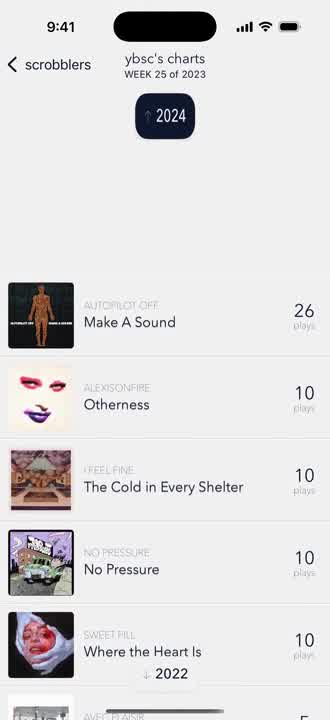 9:41
scrobblers
ybsc's charts
WEEK 25 of 2023
↑ 2024
AUTOPILOT OFF
Make A Sound
26
plays
ALEXISONFIRE
Otherness
10
plays
I FEEL FINE
The Cold in Every Shelter
10
plays
NO PRESSURE
No Pressure
10
plays
SWEET PILL
Where the Heart Is
10
plays
↓ 2022
AVEC PLAISIR